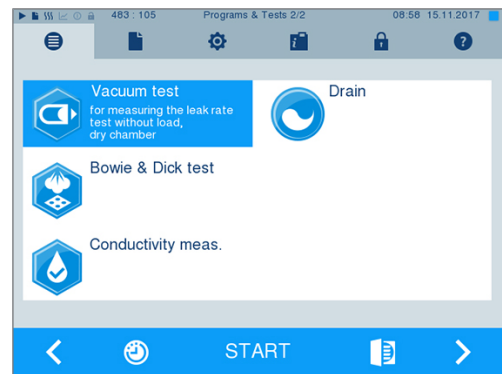 483 : 105 Programs & Tests 2/2 08:58 15.11.2017
i ?
Vacuum test
for measuring the leak rate
test without load,
dry chamber
Drain
Bowie & Dick test
Conductivity meas.
START